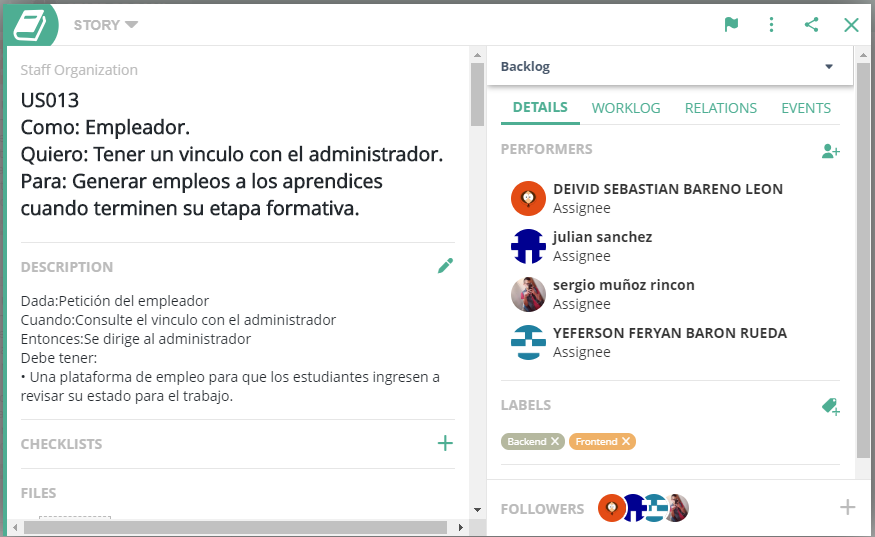 STORY
Staff Organization
US013
Como: Empleador.
Quiero: Tener un vinculo con el administrador.
Para: Generar empleos a los aprendices
cuando terminen su etapa formativa.
DESCRIPTION
Dada:Petición del empleador
Cuando:Consulte el vinculo con el administrador
Entonces:Se dirige al administrador
Debe tener:
• Una plataforma de empleo para que los estudiantes ingresen a
revisar su estado para el trabajo.
CHECKLISTS
FILES
Backlog
DETAILS WORKLOG RELATIONS EVENTS
PERFORMERS
DEIVID SEBASTIAN BARENO LEON
Assignee
julian sanchez
Assignee
sergio muñoz rincon
Assignee
YEFERSON FERYAN BARON RUEDA
Assignee
LABELS
Backend Frontend
FOLLOWERS